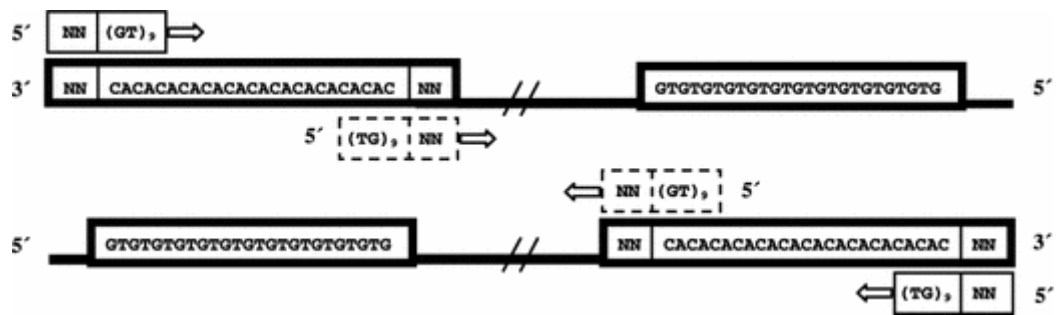 5´ NN (GT)₉
3´ NN CACACACACACACACACACACACAC NN // GTGTGTGTGTGTGTGTGTGTGTGTG 5´
5´ (TG)₉ NN
NN (GT)₉ 5´
5´ GTGTGTGTGTGTGTGTGTGTGTGTG // NN CACACACACACACACACACACACAC NN 3´
(TG)₉ NN 5´